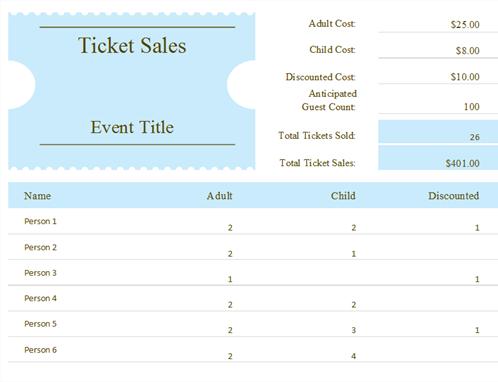 Ticket Sales
Event Title
Adult Cost: $25.00
Child Cost: $8.00
Discounted Cost: $10.00
Anticipated
Guest Count: 100
Total Tickets Sold: 26
Total Ticket Sales: $401.00
Name Adult Child Discounted
Person 1 2 2 1
Person 2 2 1
Person 3 1 1
Person 4 2 2
Person 5 2 3 1
Person 6 2 4